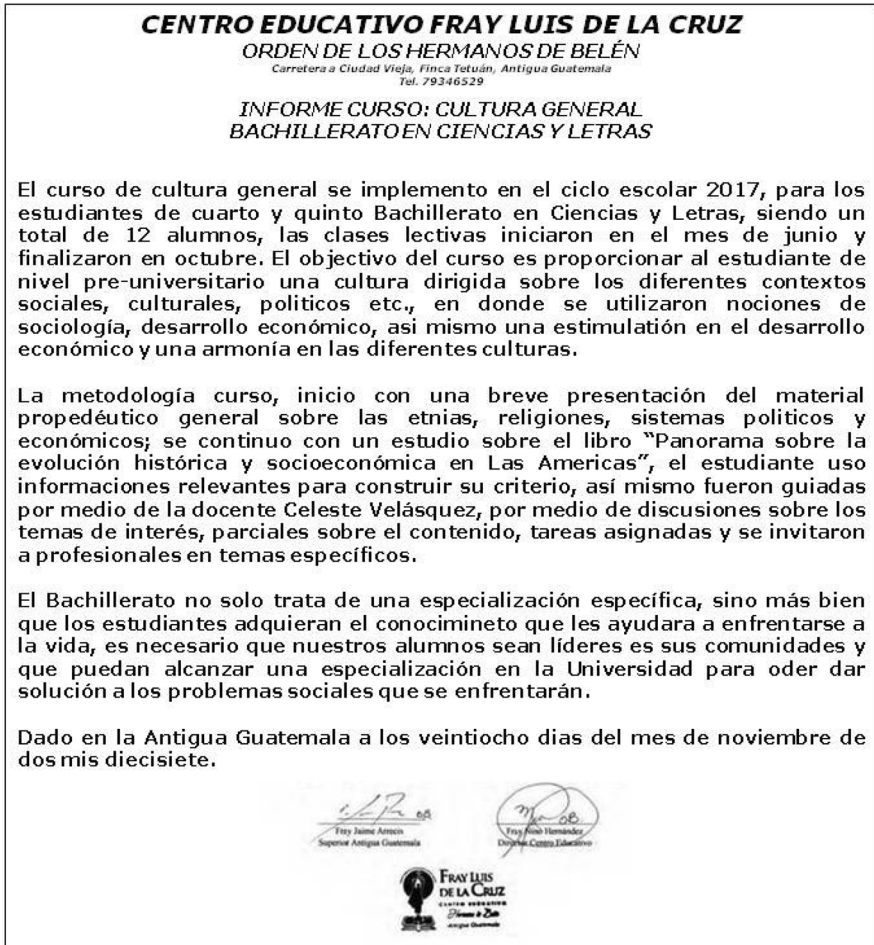 CENTRO EDUCATIVO FRAY LUIS DE LA CRUZ
ORDEN DE LOS HERMANOS DE BELÉN
Carretera a Ciudad Vieja, Finca Tetuán, Antigua Guatemala
Tel. 79346529
INFORME CURSO: CULTURA GENERAL
BACHILLERATO EN CIENCIAS Y LETRAS
El curso de cultura general se implemento en el ciclo escolar 2017, para los
estudiantes de cuarto y quinto Bachillerato en Ciencias y Letras, siendo un
total de 12 alumnos, las clases lectivas iniciaron en el mes de junio y
finalizaron en octubre. El objectivo del curso es proporcionar al estudiante de
nivel pre-universitario una cultura dirigida sobre los diferentes contextos
sociales, culturales, politicos etc., en donde se utilizaron nociones de
sociología, desarrollo económico, asi mismo una estimulatión en el desarrollo
económico y una armonía en las diferentes culturas.
La metodología curso, inicio con una breve presentación del material
propedéutico general sobre las etnias, religiones, sistemas politicos y
económicos; se continuo con un estudio sobre el libro "Panorama sobre la
evolución histórica y socioeconómica en Las Americas", el estudiante uso
informaciones relevantes para construir su criterio, así mismo fueron guiadas
por medio de la docente Celeste Velásquez, por medio de discusiones sobre los
temas de interés, parciales sobre el contenido, tareas asignadas y se invitaron
a profesionales en temas específicos.
El Bachillerato no solo trata de una especialización específica, sino más bien
que los estudiantes adquieran el conocimineto que les ayudara a enfrentarse a
la vida, es necesario que nuestros alumnos sean líderes es sus comunidades y
que puedan alcanzar una especialización en la Universidad para oder dar
solución a los problemas sociales que se enfrentarán.
Dado en la Antigua Guatemala a los veintiocho dias del mes de noviembre de
dos mis diecisiete.
Fray Jaime Arrecis
Superior Antigua Guatemala
Fray Hernández
Director Centro Educativo
FRAY LUIS
DE LA CRUZ
CENTRO EDUCATIVO
Antigua Guatemala